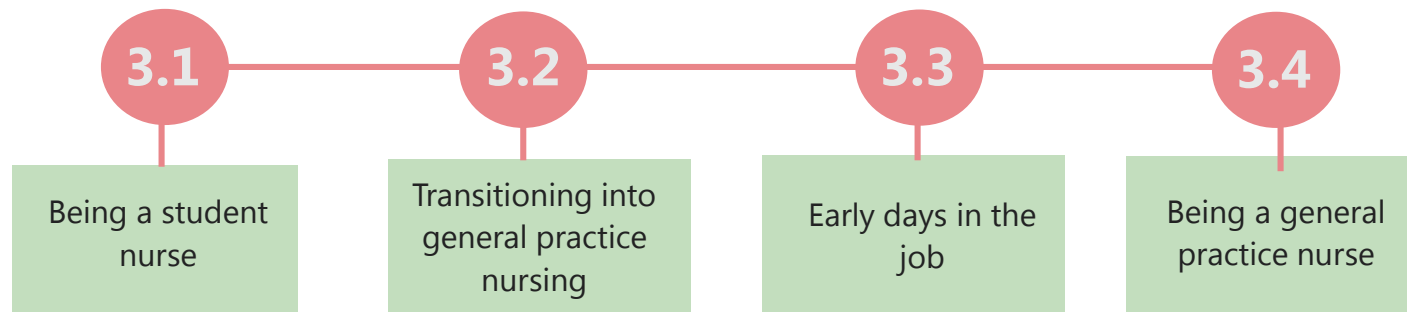 3.1
3.2
3.3
3.4
Being a student
nurse
Transitioning into
general practice
nursing
Early days in the
job
Being a general
practice nurse